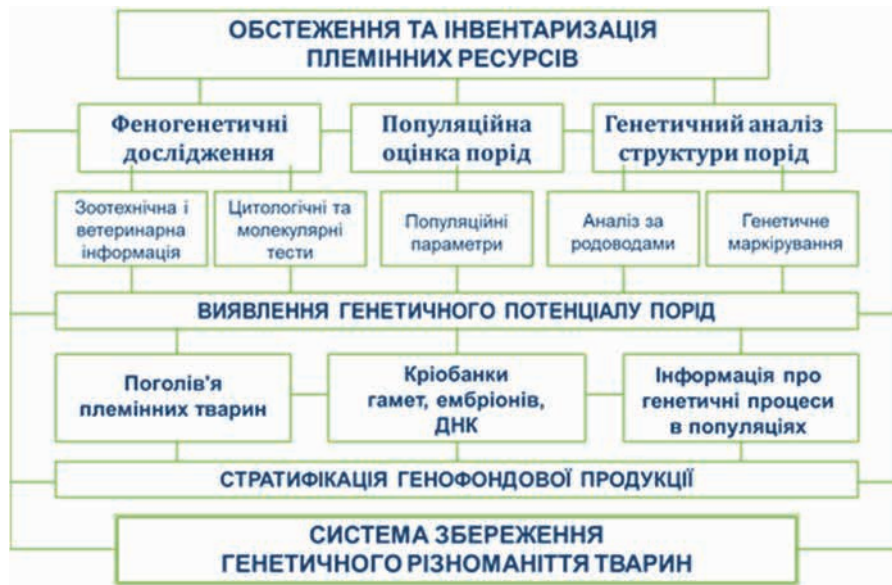 ОБСТЕЖЕННЯ ТА ІНВЕНТАРИЗАЦІЯ
ПЛЕМІННИХ РЕСУРСІВ
Феногенетичні
дослідження
Популяційна
оцінка порід
Генетичний аналіз
структури порід
Зоотехнічна і
ветеринарна
інформація
Цитологічні та
молекулярні
тести
Популяційні
параметри
Аналіз за
родоводами
Генетичне
маркірування
ВИЯВЛЕННЯ ГЕНЕТИЧНОГО ПОТЕНЦІАЛУ ПОРІД
Поголів'я
племінних тварин
Кріобанки
гамет, ембріонів,
ДНК
Інформація про
генетичні процеси
в популяціях
СТРАТИФІКАЦІЯ ГЕНОФОНДОВОЇ ПРОДУКЦІЇ
СИСТЕМА ЗБЕРЕЖЕННЯ
ГЕНЕТИЧНОГО РІЗНОМАНІТТЯ ТВАРИН